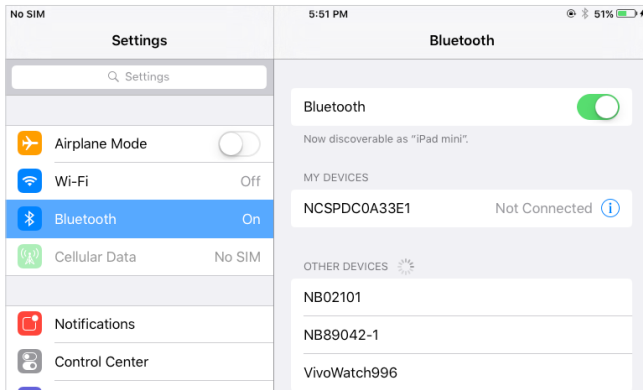 No SIM
5:51 PM
51%
Settings
Bluetooth
Settings
Airplane Mode
Wi-Fi
Off
Bluetooth
On
Cellular Data
No SIM
Notifications
Control Center
Bluetooth
Now discoverable as “iPad mini”.
MY DEVICES
NCSPDC0A33E1
Not Connected
OTHER DEVICES
NB02101
NB89042-1
VivoWatch996